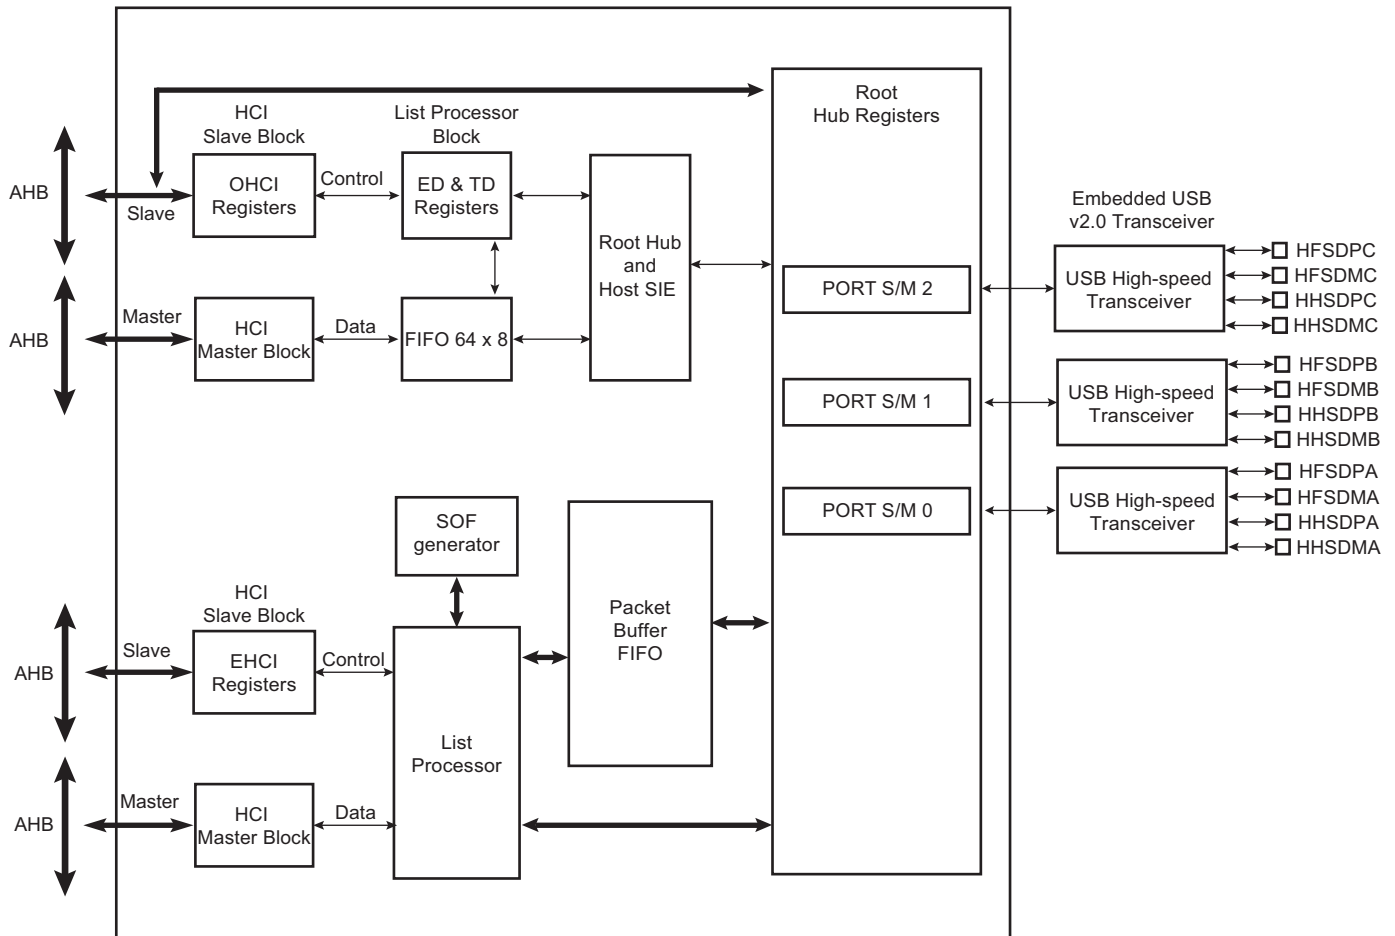 Root
Hub Registers
HCI
Slave Block
List Processor
Block
AHB
Slave
OHCI
Registers
Control
ED & TD
Registers
Root Hub
and
Host SIE
Embedded USB
v2.0 Transceiver
PORT S/M 2
USB High-speed
Transceiver
HFSDPC
HFSDMC
HHSDPC
HHSDMC
AHB
Master
HCI
Master Block
Data
FIFO 64 x 8
PORT S/M 1
USB High-speed
Transceiver
HFSDPB
HFSDMB
HHSDPB
HHSDMB
PORT S/M 0
USB High-speed
Transceiver
HFSDPA
HFSDMA
HHSDPA
HHSDMA
SOF
generator
HCI
Slave Block
Packet
Buffer
FIFO
AHB
Slave
EHCI
Registers
Control
List
Processor
AHB
Master
HCI
Master Block
Data